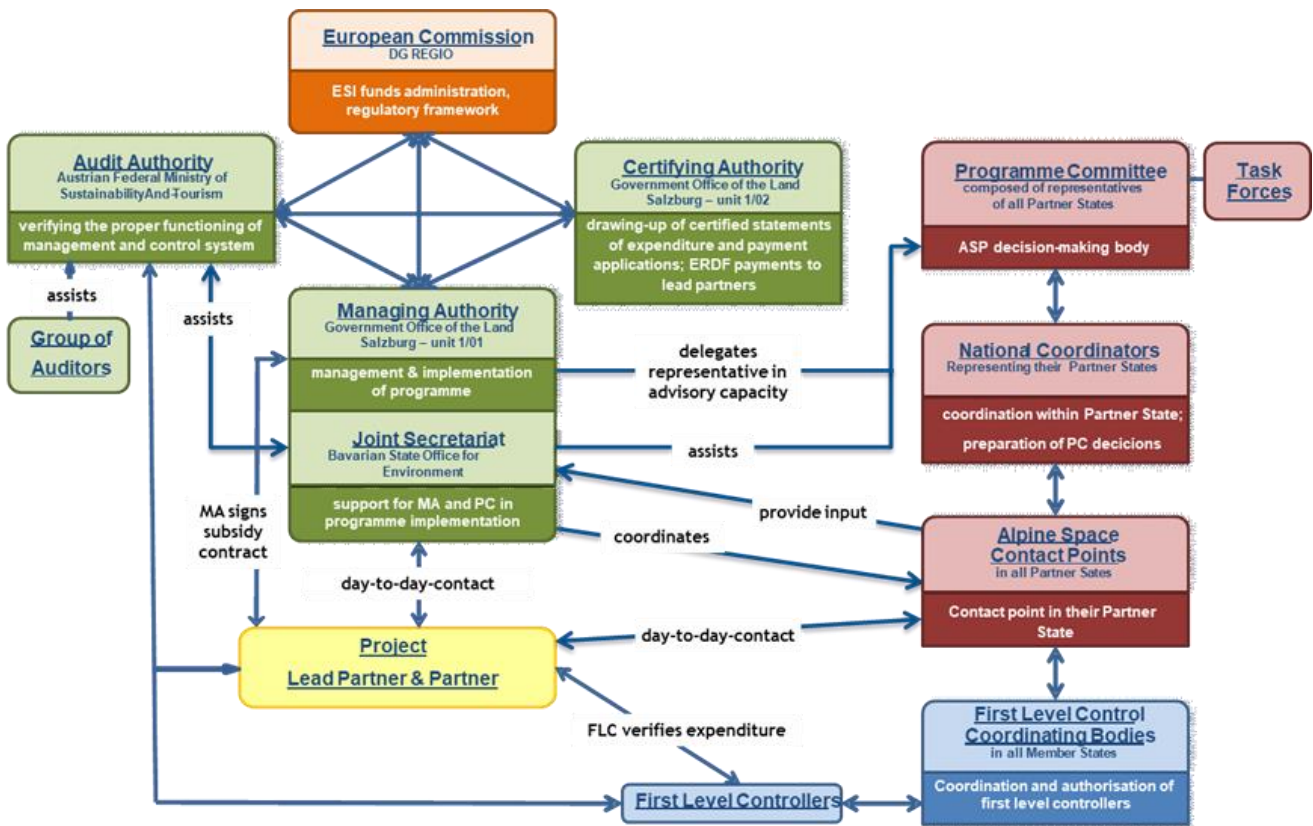 European Commission
DG REGIO
ESI funds administration,
regulatory framework
Audit Authority
Austrian Federal Ministry of
SustainabilityAnd-Tourism
verifying the proper functioning of
management and control system
Certifying Authority
Government Office of the Land
Salzburg – unit 1/02
drawing-up of certified statements
of expenditure and payment
applications; ERDF payments to
lead partners
Programme Committee
composed of representatives
of all Partner States
ASP decision-making body
Task
Forces
assists
Group of
Auditors
assists
Managing Authority
Government Office of the Land
Salzburg – unit 1/01
management & implementation
of programme
Joint Secretariat
Bavarian State Office for
Environment
support for MA and PC in
programme implementation
delegates
representative in
advisory capacity
assists
National Coordinators
Representing their Partner States
coordination within Partner State;
preparation of PC decicions
provide input
coordinates
MA signs
subsidy
contract
day-to-day-contact
Alpine Space
Contact Points
in all Partner Sates
Contact point in their Partner
State
day-to-day-contact
Project
Lead Partner & Partner
FLC verifies expenditure
First Level Control
Coordinating Bodies
in all Member States
Coordination and authorisation of
first level controllers
First Level Controllers